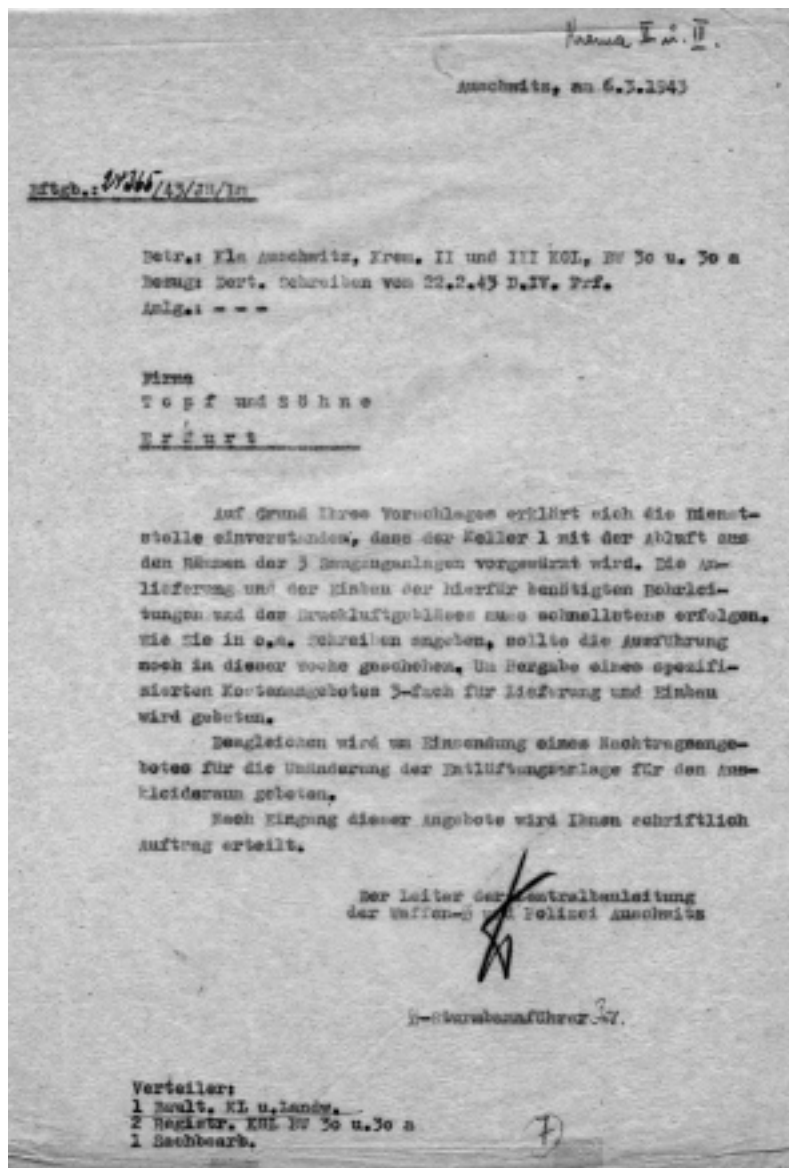 Krema II u. III.
Auschwitz, am 6.3.1943
Bftgb.: 24365/43/Jä/Lm
Betr.: Kla Auschwitz, Krem. II und III KGL, BW 30 u. 30 a
Bezug: Dort. Schreiben vom 22.2.43 D.IV. Prf.
Anlg.: - - -
Firma
T o p f und S ö h n e
E r f u r t
Auf Grund Ihres Vorschlages erklärt sich die Dienst-
stelle einverstanden, dass der Keller 1 mit der Abluft aus
den Räumen der 3 Saugzuganlagen vorgewärmt wird. Die An-
lieferung und der Einbau der hierfür benötigten Rohrlei-
tungen und des Druckluftgebläses muss schnellstens erfolgen.
Wie Sie in o.a. Schreiben angeben, sollte die Ausführung
noch in dieser Woche geschehen. Um Hergabe eines spezifi-
zierten Kostenangebotes 3-fach für Lieferung und Einbau
wird gebeten.
Desgleichen wird um Einsendung eines Nachtragsange-
botes für die Umänderung der Entlüftungsanlage für den Aus-
kleideraum gebeten.
Nach Eingang dieser Angebote wird Ihnen schriftlich
Auftrag erteilt.
Der Leiter der Zentralbauleitung
der Waffen-SS und Polizei Auschwitz
SS-Sturmbannführer
Verteiler:
1 Bault. KL u.Landw.
2 Registr. KGL BW 30 u.30 a
1 Sachbearb.